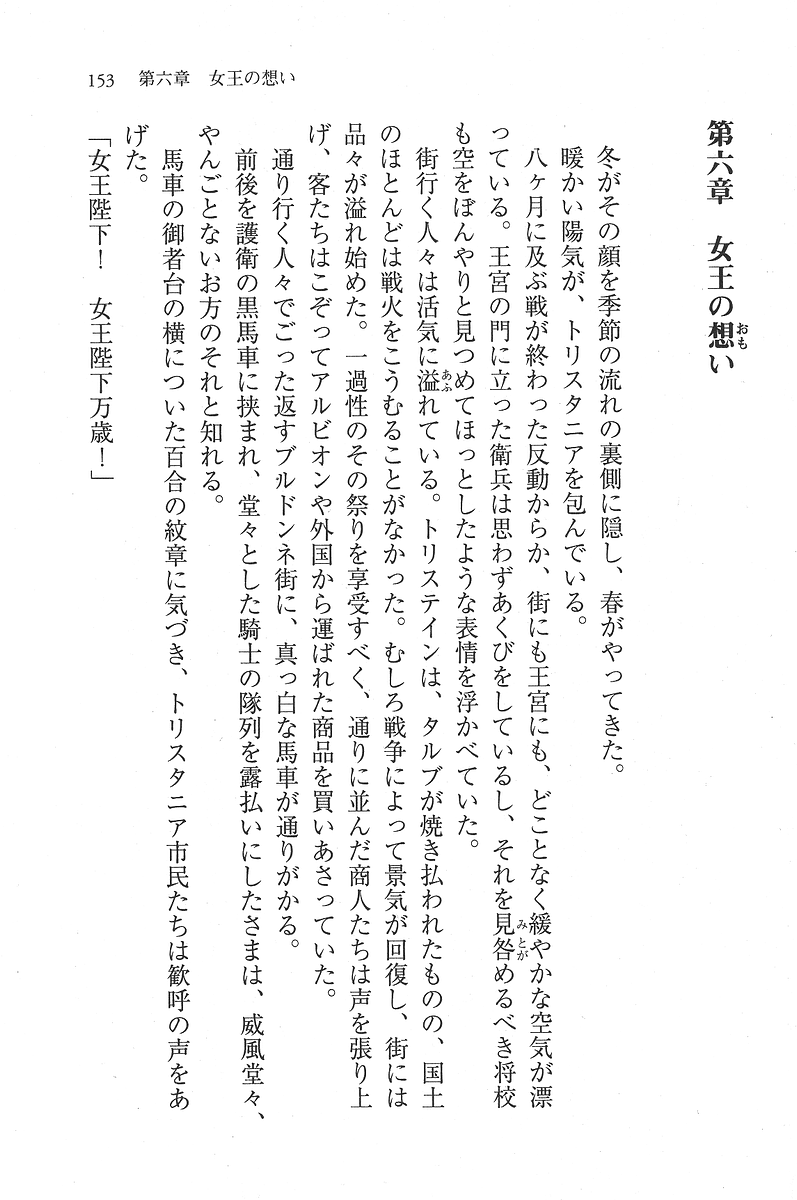 153　第六章　女王の想い
第六章　女王の想い
冬がその顔を季節の流れの裏側に隠し、春がやってきた。
暖かい陽気が、トリスタニアを包んでいる。
八ヶ月に及ぶ戦が終わった反動からか、街にも王宮にも、どことなく緩やかな空気が漂
っている。王宮の門に立った衛兵は思わずあくびをしているし、それを見咎めるべき将校
も空をぼんやりと見つめてほっとしたような表情を浮かべていた。
街行く人々は活気に溢れている。トリステインは、タルブが焼き払われたものの、国土
のほとんどは戦火をこうむることがなかった。むしろ戦争によって景気が回復し、街には
品々が溢れ始めた。一過性のその祭りを享受すべく、通りに並んだ商人たちは声を張り上
げ、客たちはこぞってアルビオンや外国から運ばれた商品を買いあさっていた。
通り行く人々でごった返すブルドンネ街に、真っ白な馬車が通りがかる。
前後を護衛の黒馬車に挟まれ、堂々とした騎士の隊列を露払いにしたさまは、威風堂々、
やんごとないお方のそれと知れる。
馬車の御者台の横についた百合の紋章に気づき、トリスタニア市民たちは歓呼の声をあ
げた。
「女王陛下！　女王陛下万歳！」